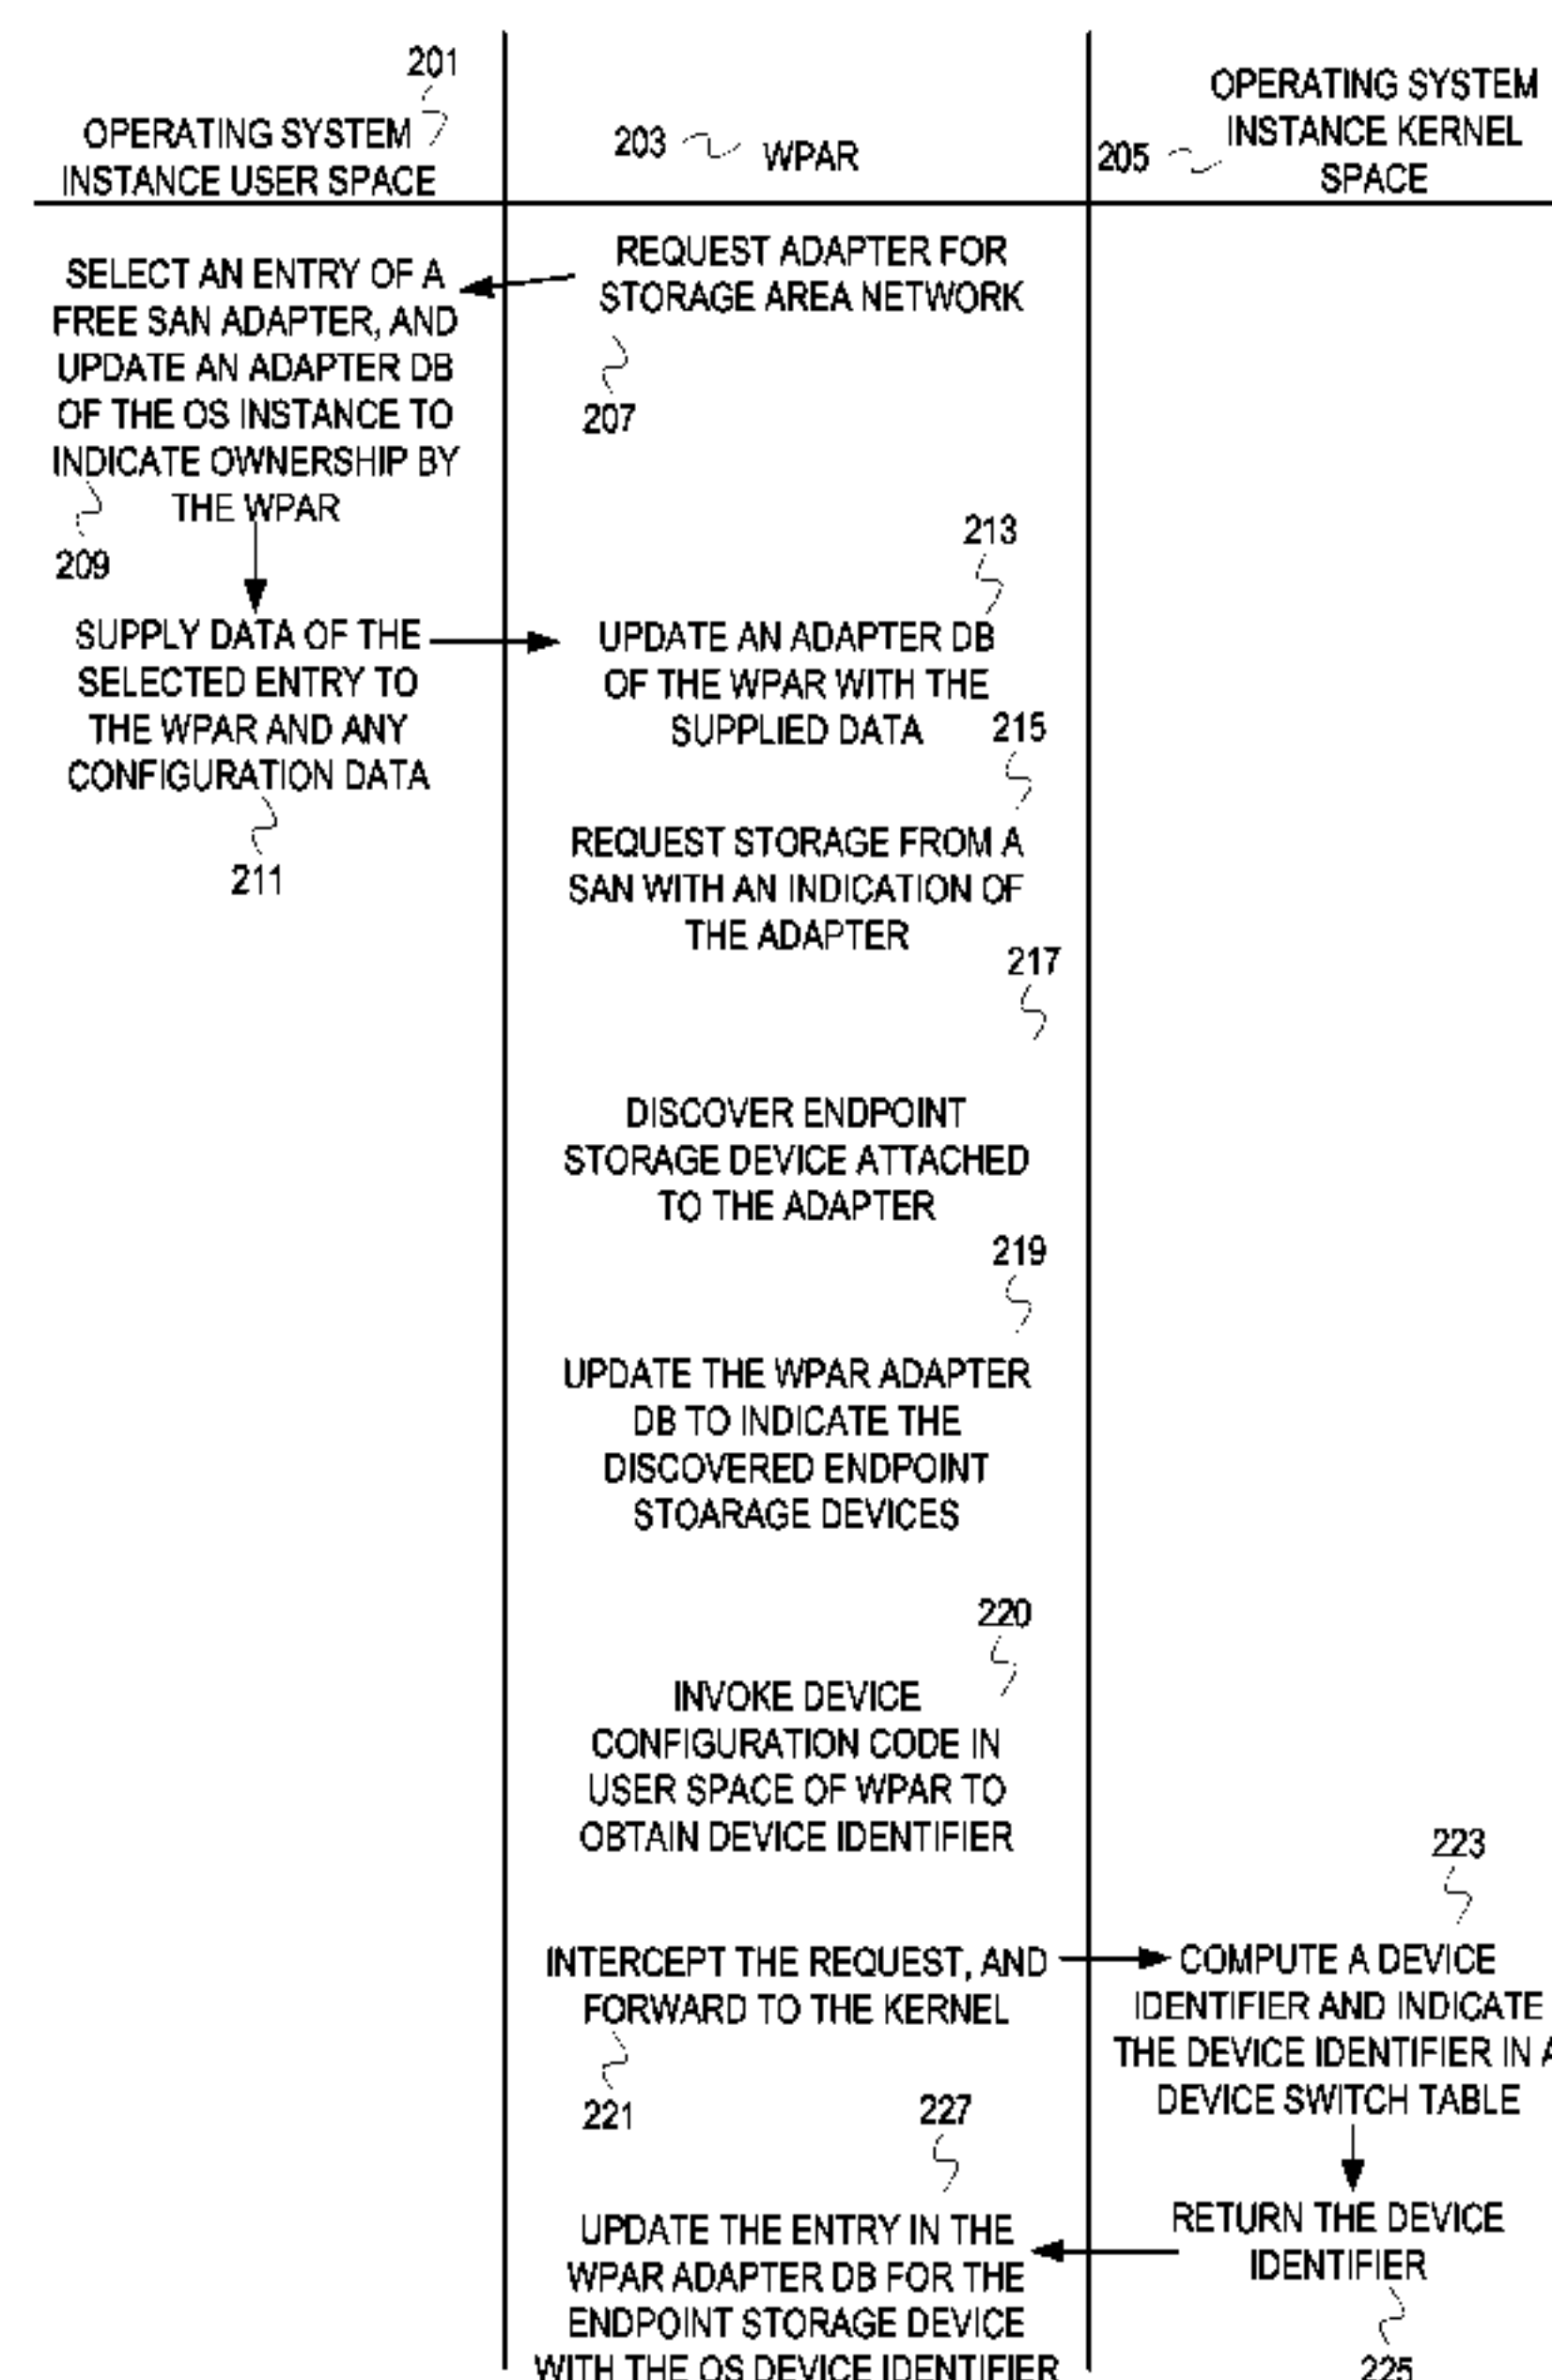 201
OPERATING SYSTEM
INSTANCE USER SPACE
203
WPAR
205
OPERATING SYSTEM
INSTANCE KERNEL
SPACE
REQUEST ADAPTER FOR
STORAGE AREA NETWORK
207
SELECT AN ENTRY OF A
FREE SAN ADAPTER, AND
UPDATE AN ADAPTER DB
OF THE OS INSTANCE TO
INDICATE OWNERSHIP BY
THE WPAR
209
SUPPLY DATA OF THE
SELECTED ENTRY TO
THE WPAR AND ANY
CONFIGURATION DATA
211
213
UPDATE AN ADAPTER DB
OF THE WPAR WITH THE
SUPPLIED DATA
215
REQUEST STORAGE FROM A
SAN WITH AN INDICATION OF
THE ADAPTER
217
DISCOVER ENDPOINT
STORAGE DEVICE ATTACHED
TO THE ADAPTER
219
UPDATE THE WPAR ADAPTER
DB TO INDICATE THE
DISCOVERED ENDPOINT
STOARAGE DEVICES
220
INVOKE DEVICE
CONFIGURATION CODE IN
USER SPACE OF WPAR TO
OBTAIN DEVICE IDENTIFIER
INTERCEPT THE REQUEST, AND
FORWARD TO THE KERNEL
221
223
COMPUTE A DEVICE
IDENTIFIER AND INDICATE
THE DEVICE IDENTIFIER IN A
DEVICE SWITCH TABLE
RETURN THE DEVICE
IDENTIFIER
225
227
UPDATE THE ENTRY IN THE
WPAR ADAPTER DB FOR THE
ENDPOINT STORAGE DEVICE
WITH THE OS DEVICE IDENTIFIER